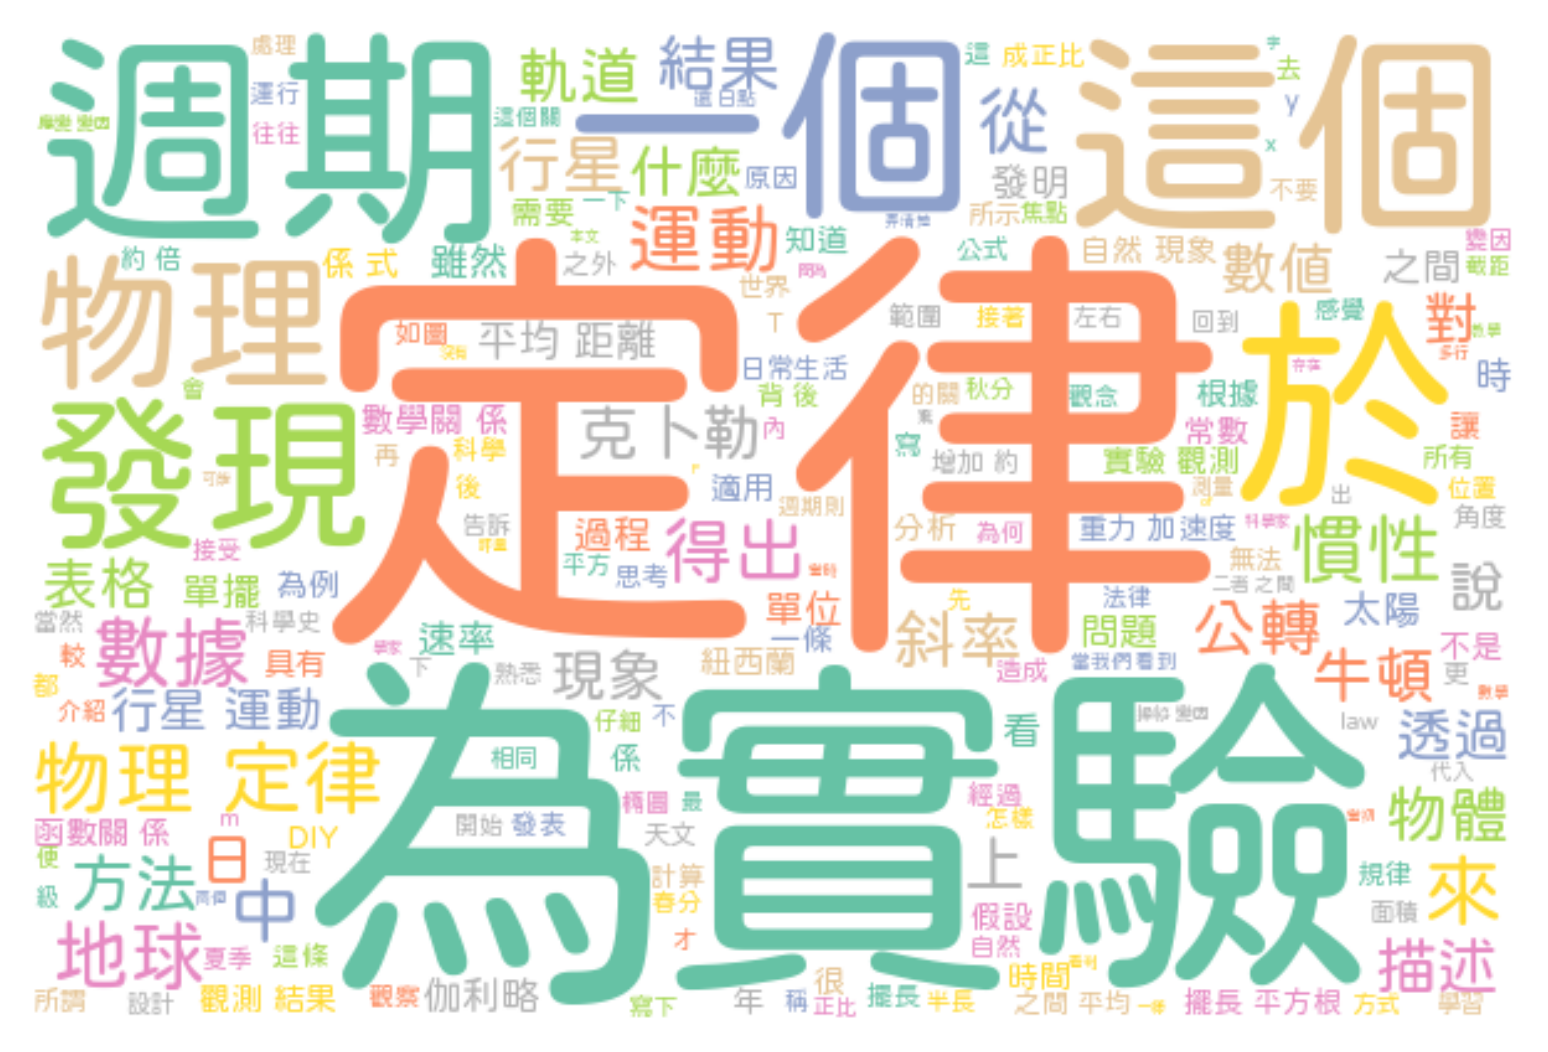 週期
處理
運行
往往
軌道
結果
一個
從
這
成正比
這個
去
y
x
不要
這個關
行星
什麼
原因
發明
需要
一下
運動
知道
所示
焦點
本文
公式
自然 現象
數值
之間
變因
截距
約 倍
係 式
雖然
之外
世界
物理
定律
如圖
平均 距離
T
範圍
接著
左右
回到
感覺
於
對
時
日常生活
背 後
的關
秋分
觀念
根據
會
發現
數學關 係
克卜勒
內
常數
讓
再
科學
寫
增加 約
實驗 觀測
所有
後
適用
週期則
測量
出
位置
角度
告訴
過程
得出
分析
為何
重力 加速度
科學家
慣性
接受
平方
思考
無法
二者 之間
表格
單擺
為例
單位
先
法律
說
當然
科學史
數據
速率
一條
斜率
問題
公轉
太陽
較
具有
下
熟悉
現象
紐西蘭
造成
當我們看到
牛頓
不是
更
都
介紹
行星 運動
為
實驗
仔細
不
看
law
透過
物理 定律
相同
係
代入
橢圓
最
經過
怎樣
物體
函數關 係
m
DIY
開始
發表
天文
便
方法
日
現在
計算
上
規律
來
級
兩個
中
春分
假設
面積
地球
夏季
這條
才
自然
描述
所謂
設計
觀測 結果
觀察
伽利略
寫下
年
很
稱
正比
擺長
半長
時間
之間 平均
擺長 平方根
方式
學習